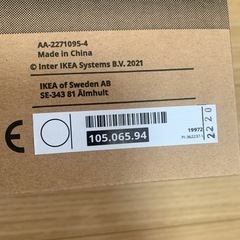 AA-2271095-4
Made in China
© Inter IKEA Systems B.V. 2021
IKEA of Sweden AB
SE-343 81 Älmhult
CE
105.065.94
19972
2220